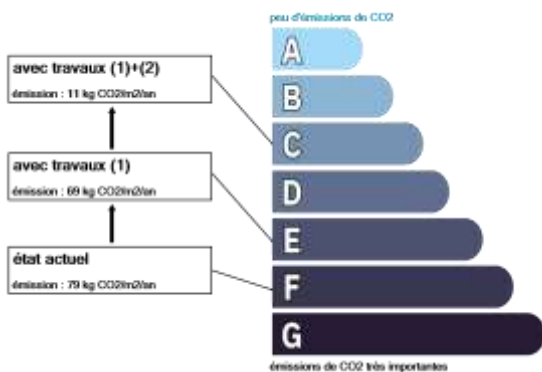 peu d'émissions de CO2
A
avec travaux (1)+(2)
émission : 11 kg CO2/m2/an
B
C
avec travaux (1)
émission : 69 kg CO2/m2/an
D
E
état actuel
émission : 79 kg CO2/m2/an
F
G
émissions de CO2 très importantes